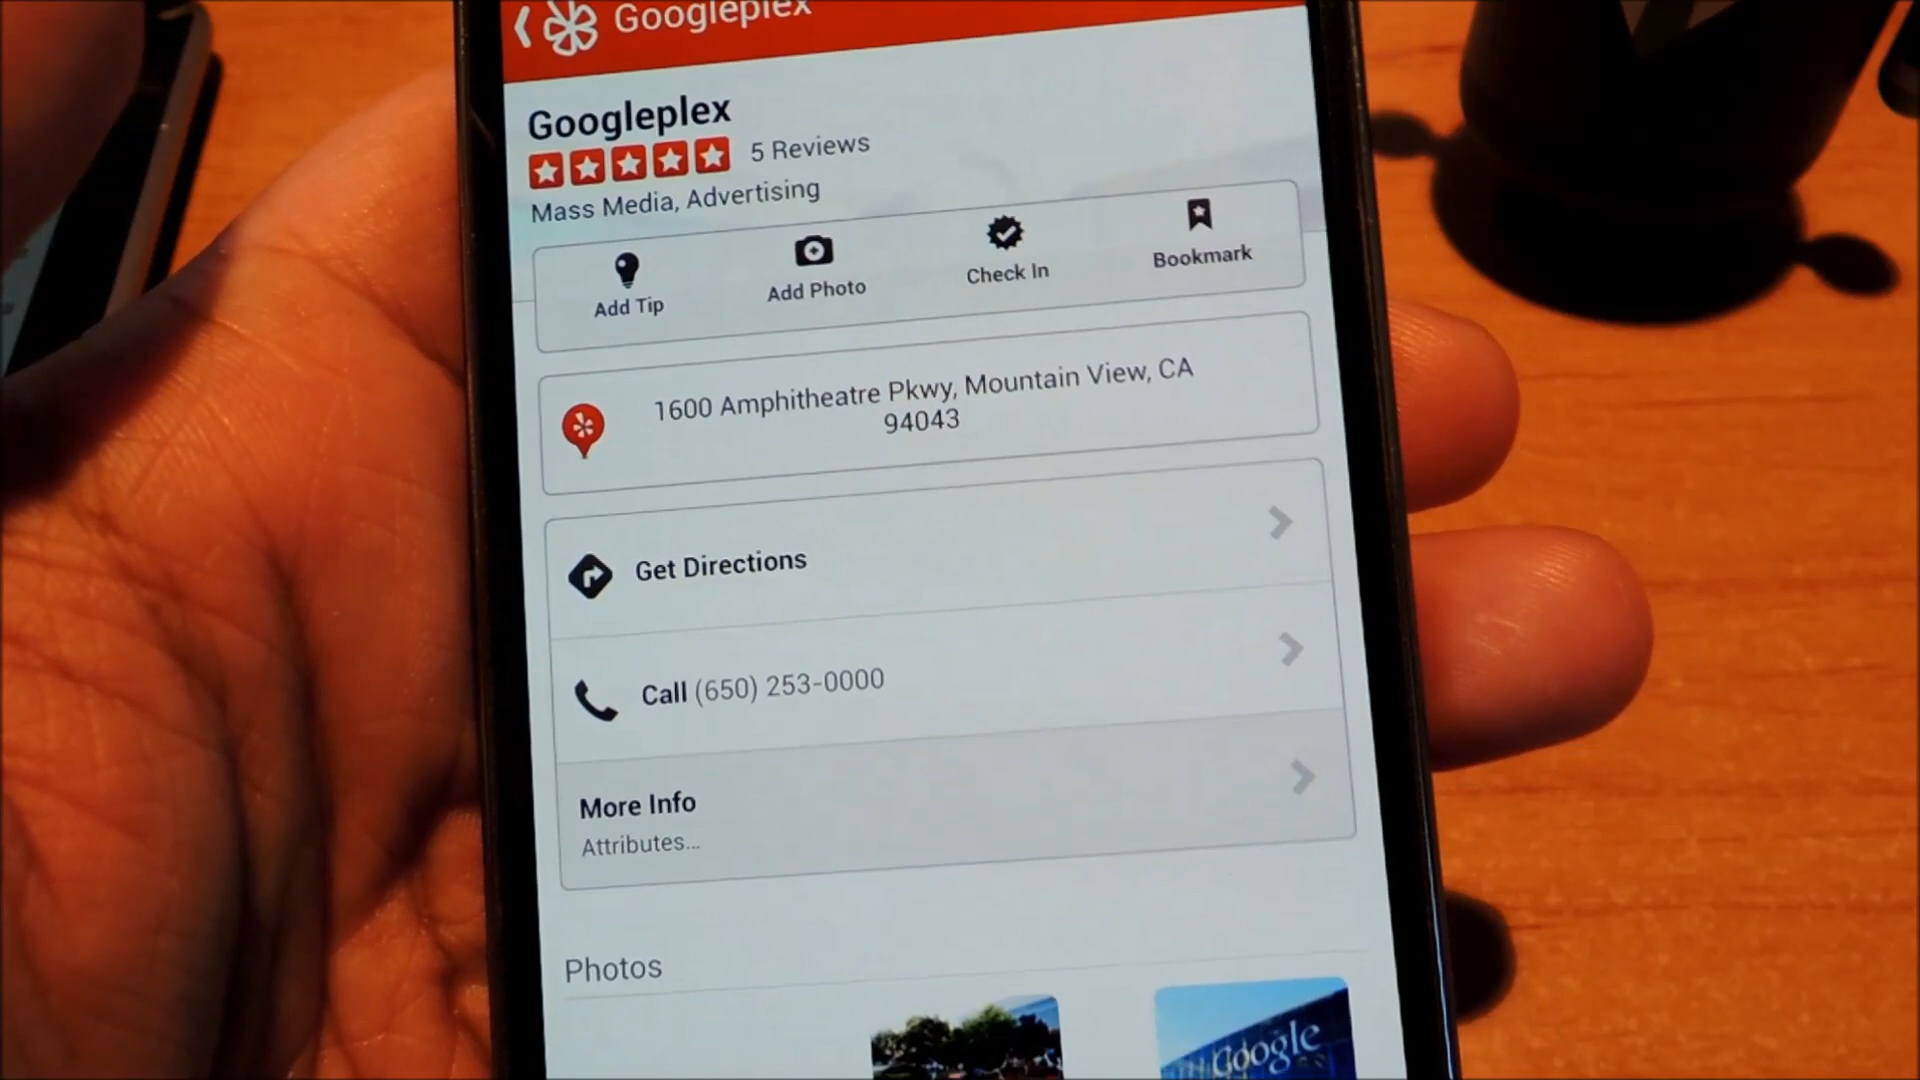 Googleplex
Googleplex
5 Reviews
Mass Media, Advertising
Add Tip
Add Photo
Check In
Bookmark
1600 Amphitheatre Pkwy, Mountain View, CA
94043
Get Directions
Call (650) 253-0000
More Info
Attributes...
Photos
Google